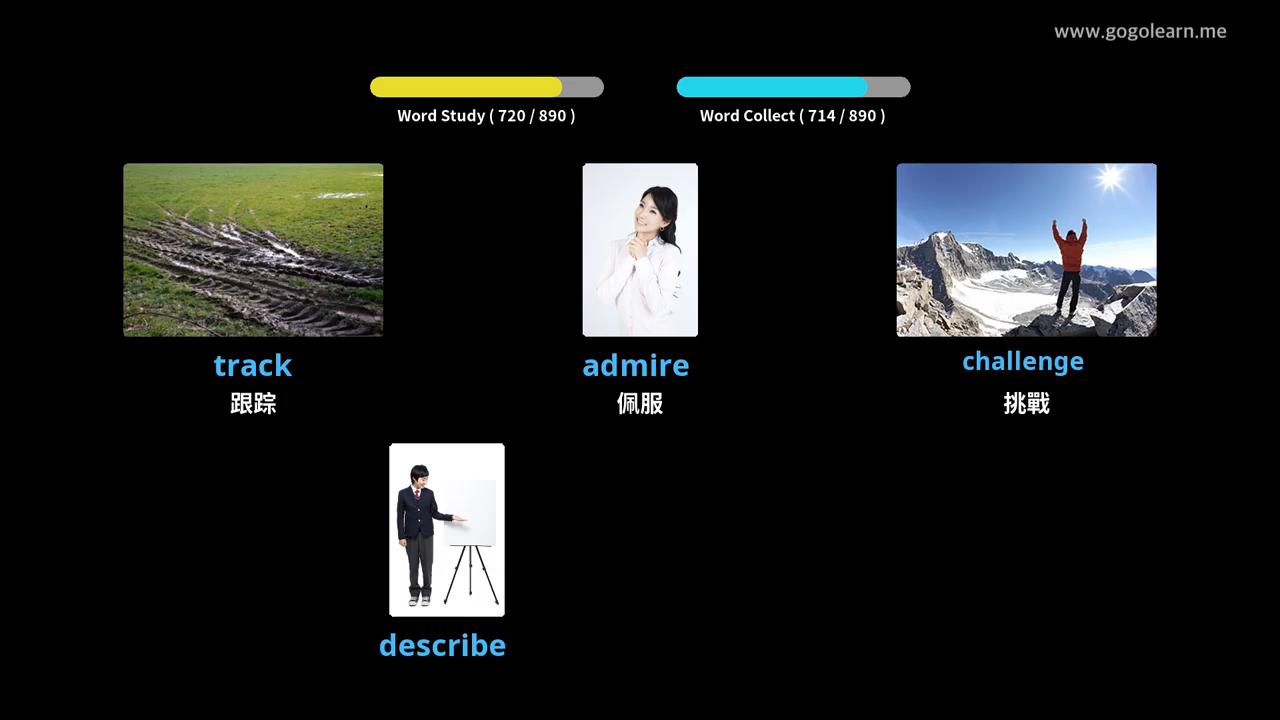 www.gogolearn.me
Word Study ( 720 / 890 )
Word Collect ( 714 / 890 )
track
跟踪
admire
佩服
challenge
挑戰
describe